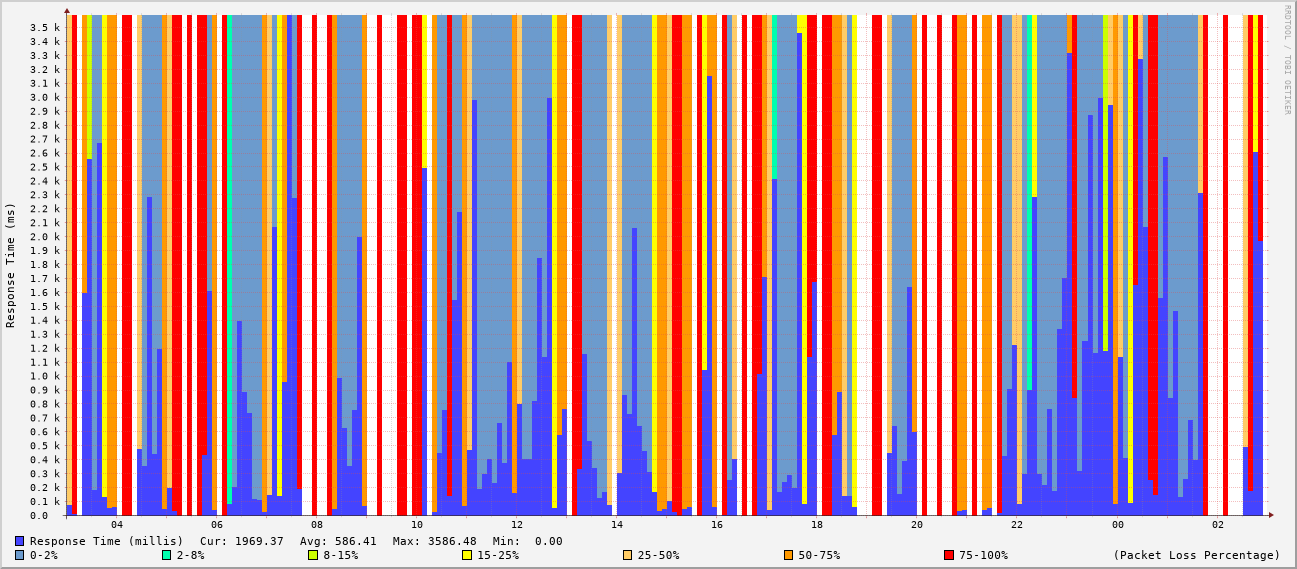 RRDTOOL / TOBI OETIKER
Response Time (ms)
3.5 k
3.4 k
3.3 k
3.2 k
3.1 k
3.0 k
2.9 k
2.8 k
2.7 k
2.6 k
2.5 k
2.4 k
2.3 k
2.2 k
2.1 k
2.0 k
1.9 k
1.8 k
1.7 k
1.6 k
1.5 k
1.4 k
1.3 k
1.2 k
1.1 k
1.0 k
0.9 k
0.8 k
0.7 k
0.6 k
0.5 k
0.4 k
0.3 k
0.2 k
0.1 k
0.0
04 06 08 10 12 14 16 18 20 22 00 02
Response Time (millis) Cur: 1969.37 Avg: 586.41 Max: 3586.48 Min: 0.00
0-2% 2-8% 8-15% 15-25% 25-50% 50-75% 75-100% (Packet Loss Percentage)